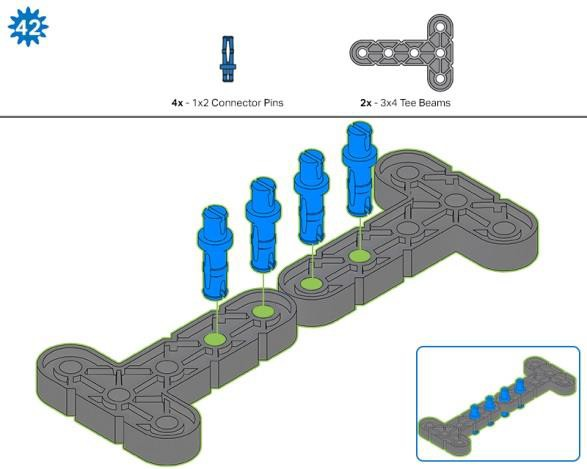 42
4x - 1x2 Connector Pins
2x - 3x4 Tee Beams